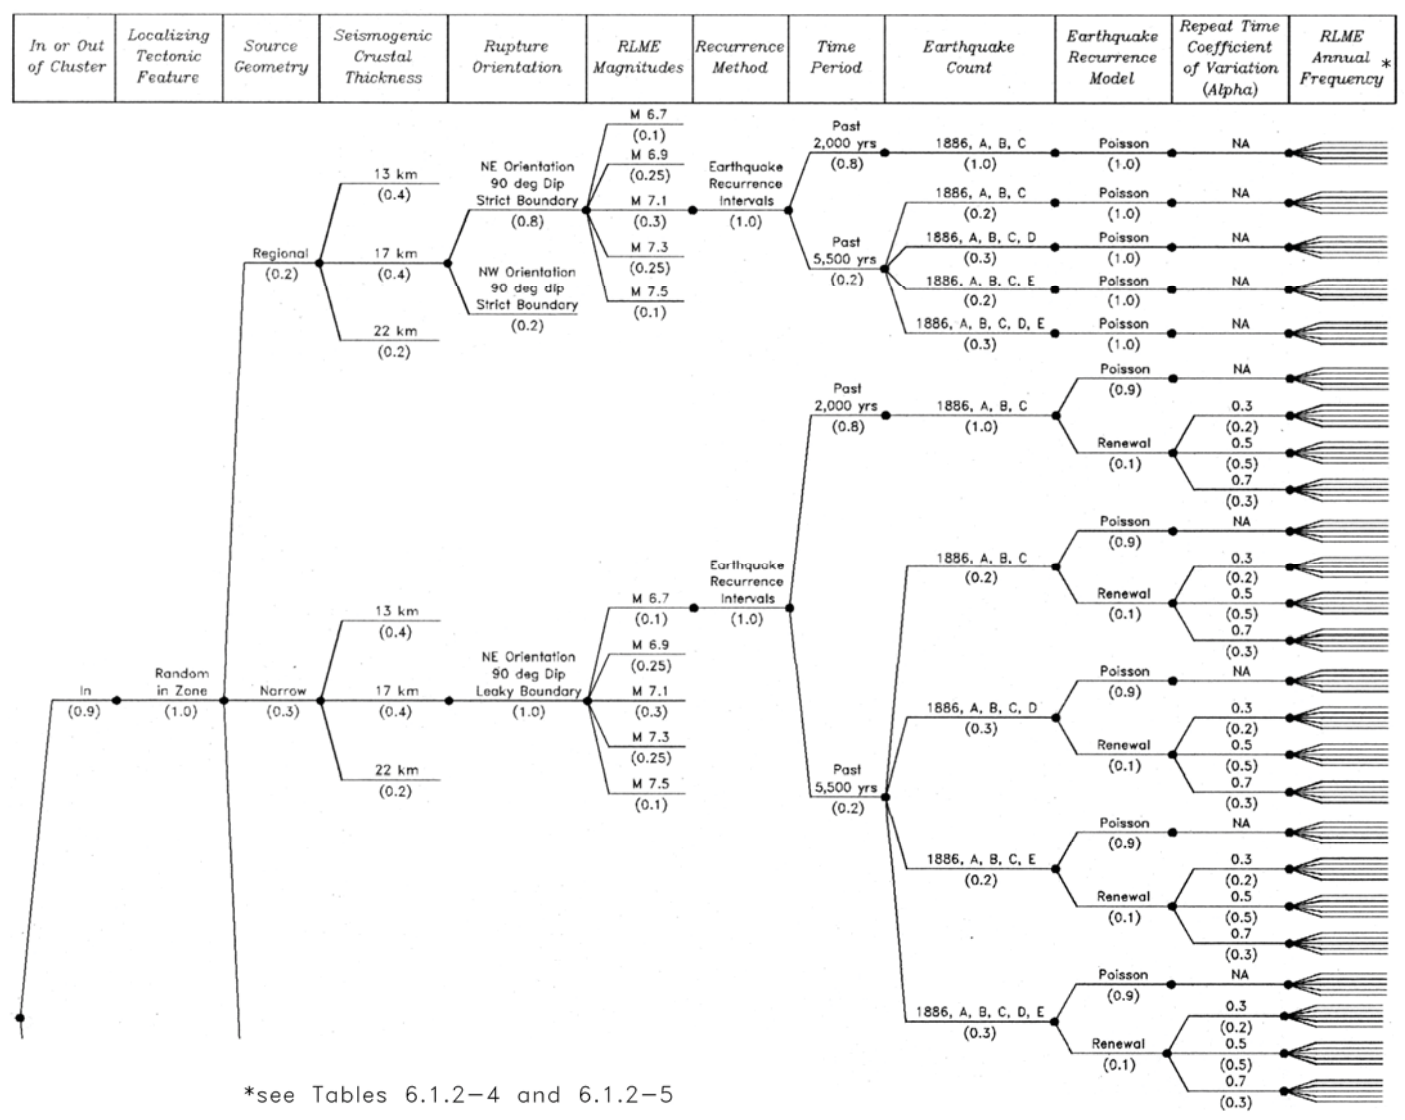 In or Out
of Cluster
Localizing
Tectonic
Feature
Source
Geometry
Seismogenic
Crustal
Thickness
Rupture
Orientation
RLME
Magnitudes
Recurrence
Method
Time
Period
Earthquake
Count
Earthquake
Recurrence
Model
Repeat Time
Coefficient
of Variation
(Alpha)
RLME
Annual
Frequency
*
In
(0.9)
Random
in Zone
(1.0)
Regional
(0.2)
13 km
(0.4)
17 km
(0.4)
22 km
(0.2)
NE Orientation
90 deg Dip
Strict Boundary
(0.8)
NW Orientation
90 deg dip
Strict Boundary
(0.2)
M 6.7
(0.1)
M 6.9
(0.25)
M 7.1
(0.3)
M 7.3
(0.25)
M 7.5
(0.1)
Earthquake
Recurrence
Intervals
(1.0)
Past
2,000 yrs
(0.8)
1886, A, B, C
(1.0)
Poisson
(1.0)
NA
Past
5,500 yrs
(0.2)
1886, A, B, C
(0.2)
Poisson
(1.0)
NA
1886, A, B, C, D
(0.3)
Poisson
(1.0)
NA
1886, A, B, C, E
(0.2)
Poisson
(1.0)
NA
1886, A, B, C, D, E
(0.3)
Poisson
(1.0)
NA
Narrow
(0.3)
13 km
(0.4)
17 km
(0.4)
22 km
(0.2)
NE Orientation
90 deg Dip
Leaky Boundary
(1.0)
M 6.7
(0.1)
M 6.9
(0.25)
M 7.1
(0.3)
M 7.3
(0.25)
M 7.5
(0.1)
Earthquake
Recurrence
Intervals
(1.0)
Past
2,000 yrs
(0.8)
1886, A, B, C
(1.0)
Poisson
(0.9)
NA
Renewal
(0.1)
0.3
(0.2)
0.5
(0.5)
0.7
(0.3)
Past
5,500 yrs
(0.2)
1886, A, B, C
(0.2)
Poisson
(0.9)
NA
Renewal
(0.1)
0.3
(0.2)
0.5
(0.5)
0.7
(0.3)
1886, A, B, C, D
(0.3)
Poisson
(0.9)
NA
Renewal
(0.1)
0.3
(0.2)
0.5
(0.5)
0.7
(0.3)
1886, A, B, C, E
(0.2)
Poisson
(0.9)
NA
Renewal
(0.1)
0.3
(0.2)
0.5
(0.5)
0.7
(0.3)
1886, A, B, C, D, E
(0.3)
Poisson
(0.9)
NA
Renewal
(0.1)
0.3
(0.2)
0.5
(0.5)
0.7
(0.3)
*see Tables 6.1.2-4 and 6.1.2-5